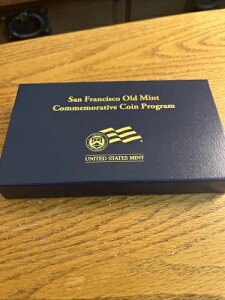 San Francisco Old Mint
Commemorative Coin Program
UNITED STATES MINT